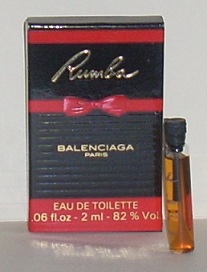 Rumba
BALENCIAGA
PARIS
EAU DE TOILETTE
.06 fl.oz - 2 ml - 82 % Vol